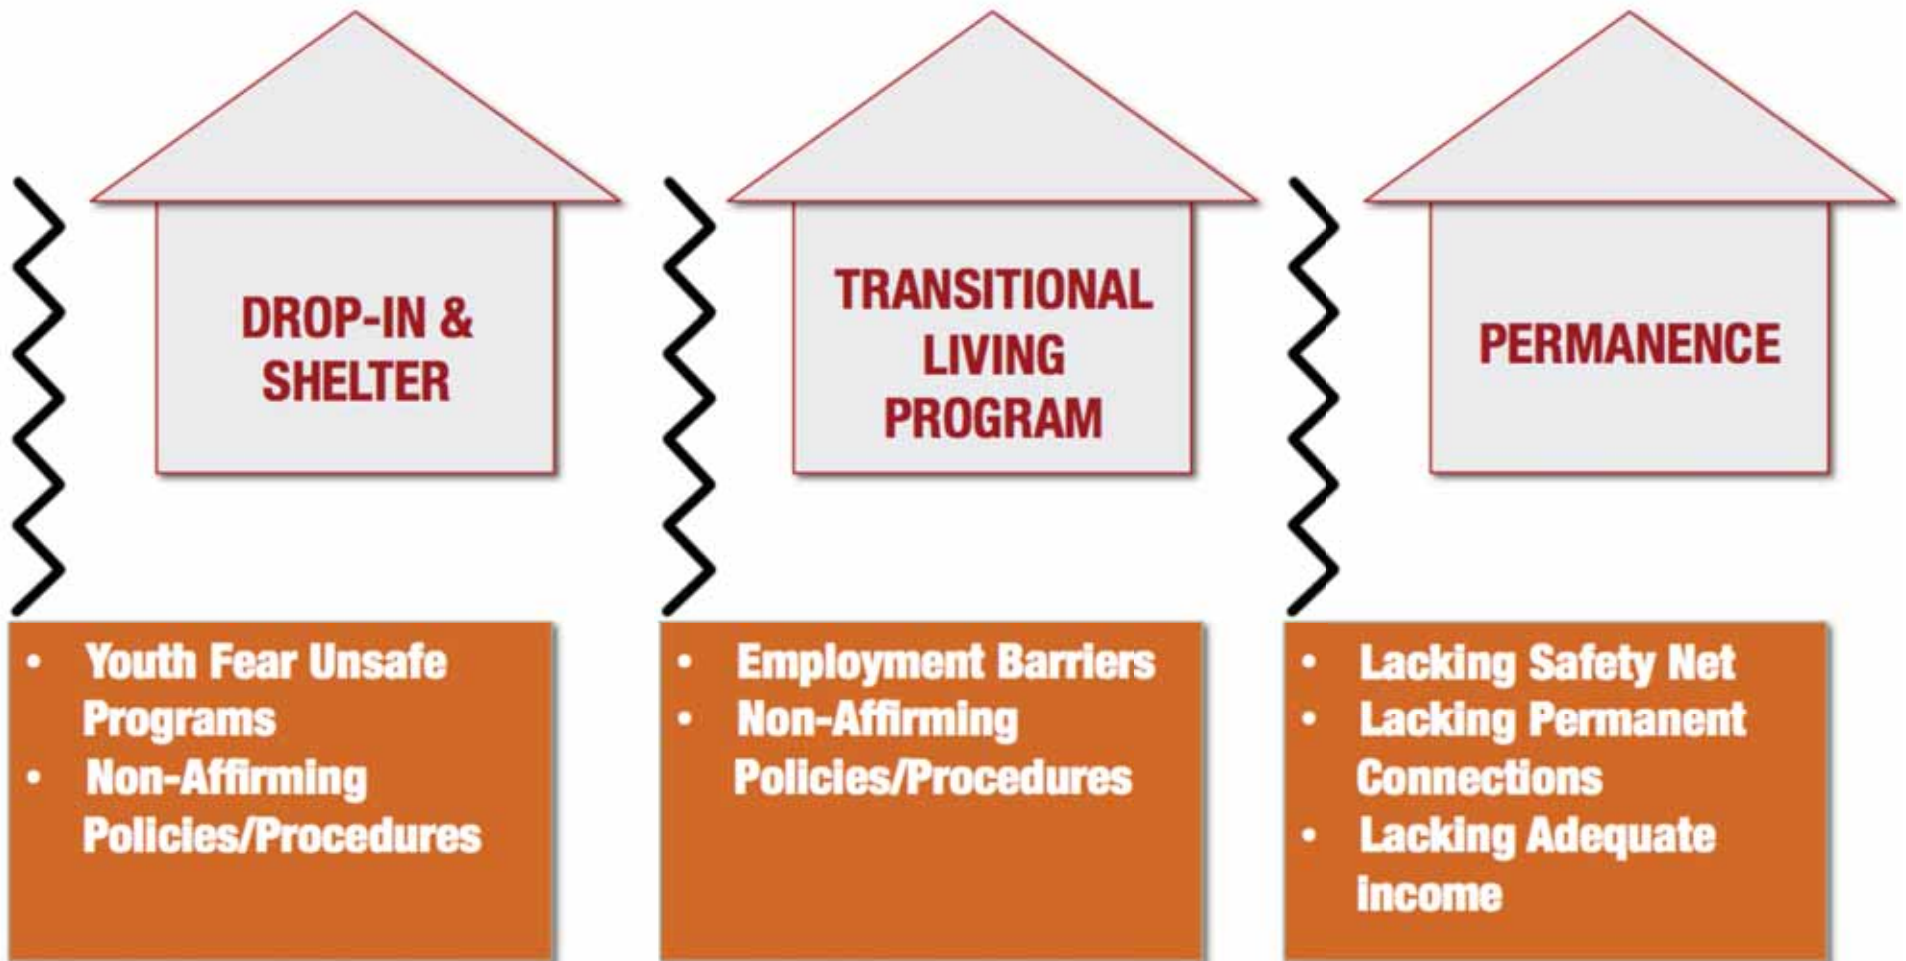 DROP-IN &
SHELTER
TRANSITIONAL
LIVING
PROGRAM
PERMANENCE
• Youth Fear Unsafe
Programs
• Non-Affirming
Policies/Procedures
• Employment Barriers
• Non-Affirming
Policies/Procedures
• Lacking Safety Net
• Lacking Permanent
Connections
• Lacking Adequate
income